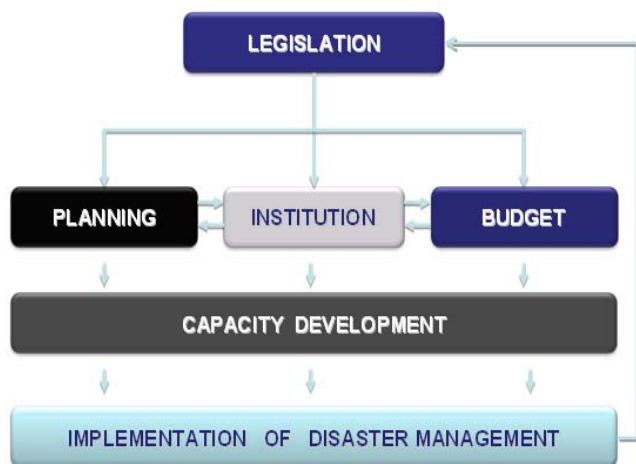 LEGISLATION
PLANNING
INSTITUTION
BUDGET
CAPACITY DEVELOPMENT
IMPLEMENTATION OF DISASTER MANAGEMENT